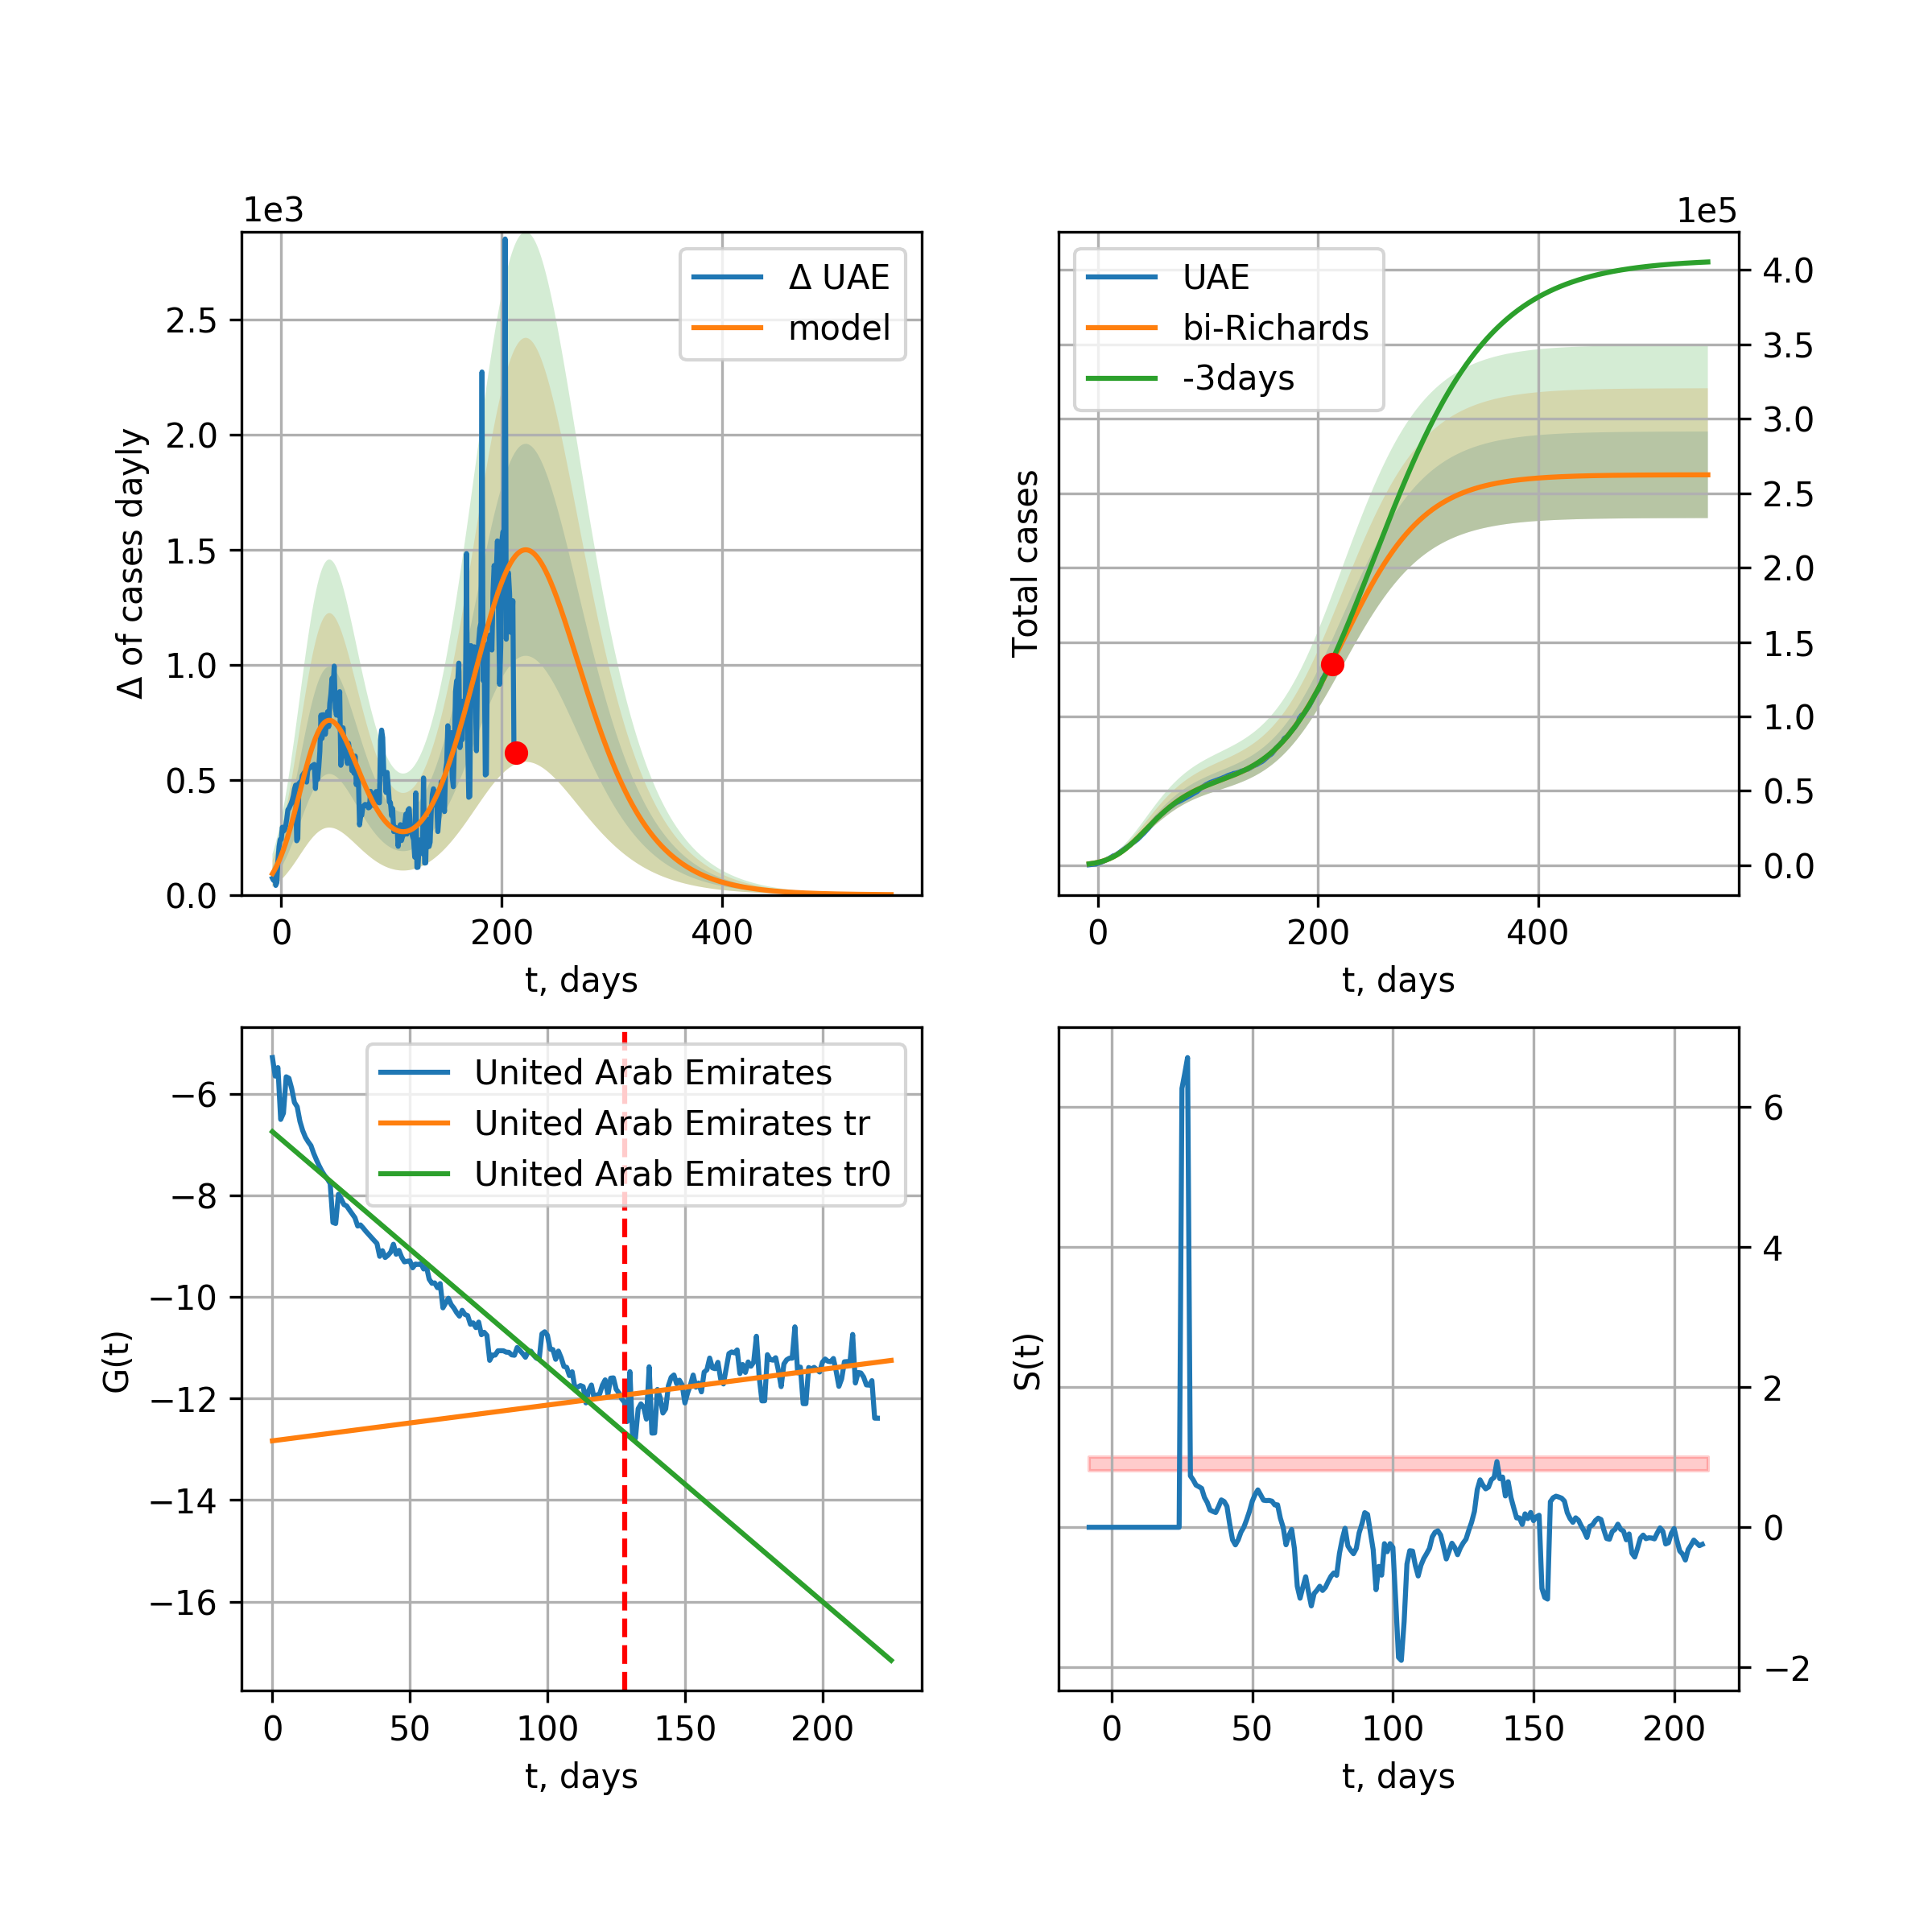 1e3
Δ of cases dayly
2.5
2.0
1.5
1.0
0.5
0.0
Δ UAE
model
0 200 400
t, days
1e5
Total cases
UAE
bi-Richards
-3days
4.0
3.5
3.0
2.5
2.0
1.5
1.0
0.5
0.0
0 200 400
t, days
G(t)
−6
−8
−10
−12
−14
−16
United Arab Emirates
United Arab Emirates tr
United Arab Emirates tr0
0 50 100 150 200
t, days
S(t)
6
4
2
0
−2
0 50 100 150 200
t, days